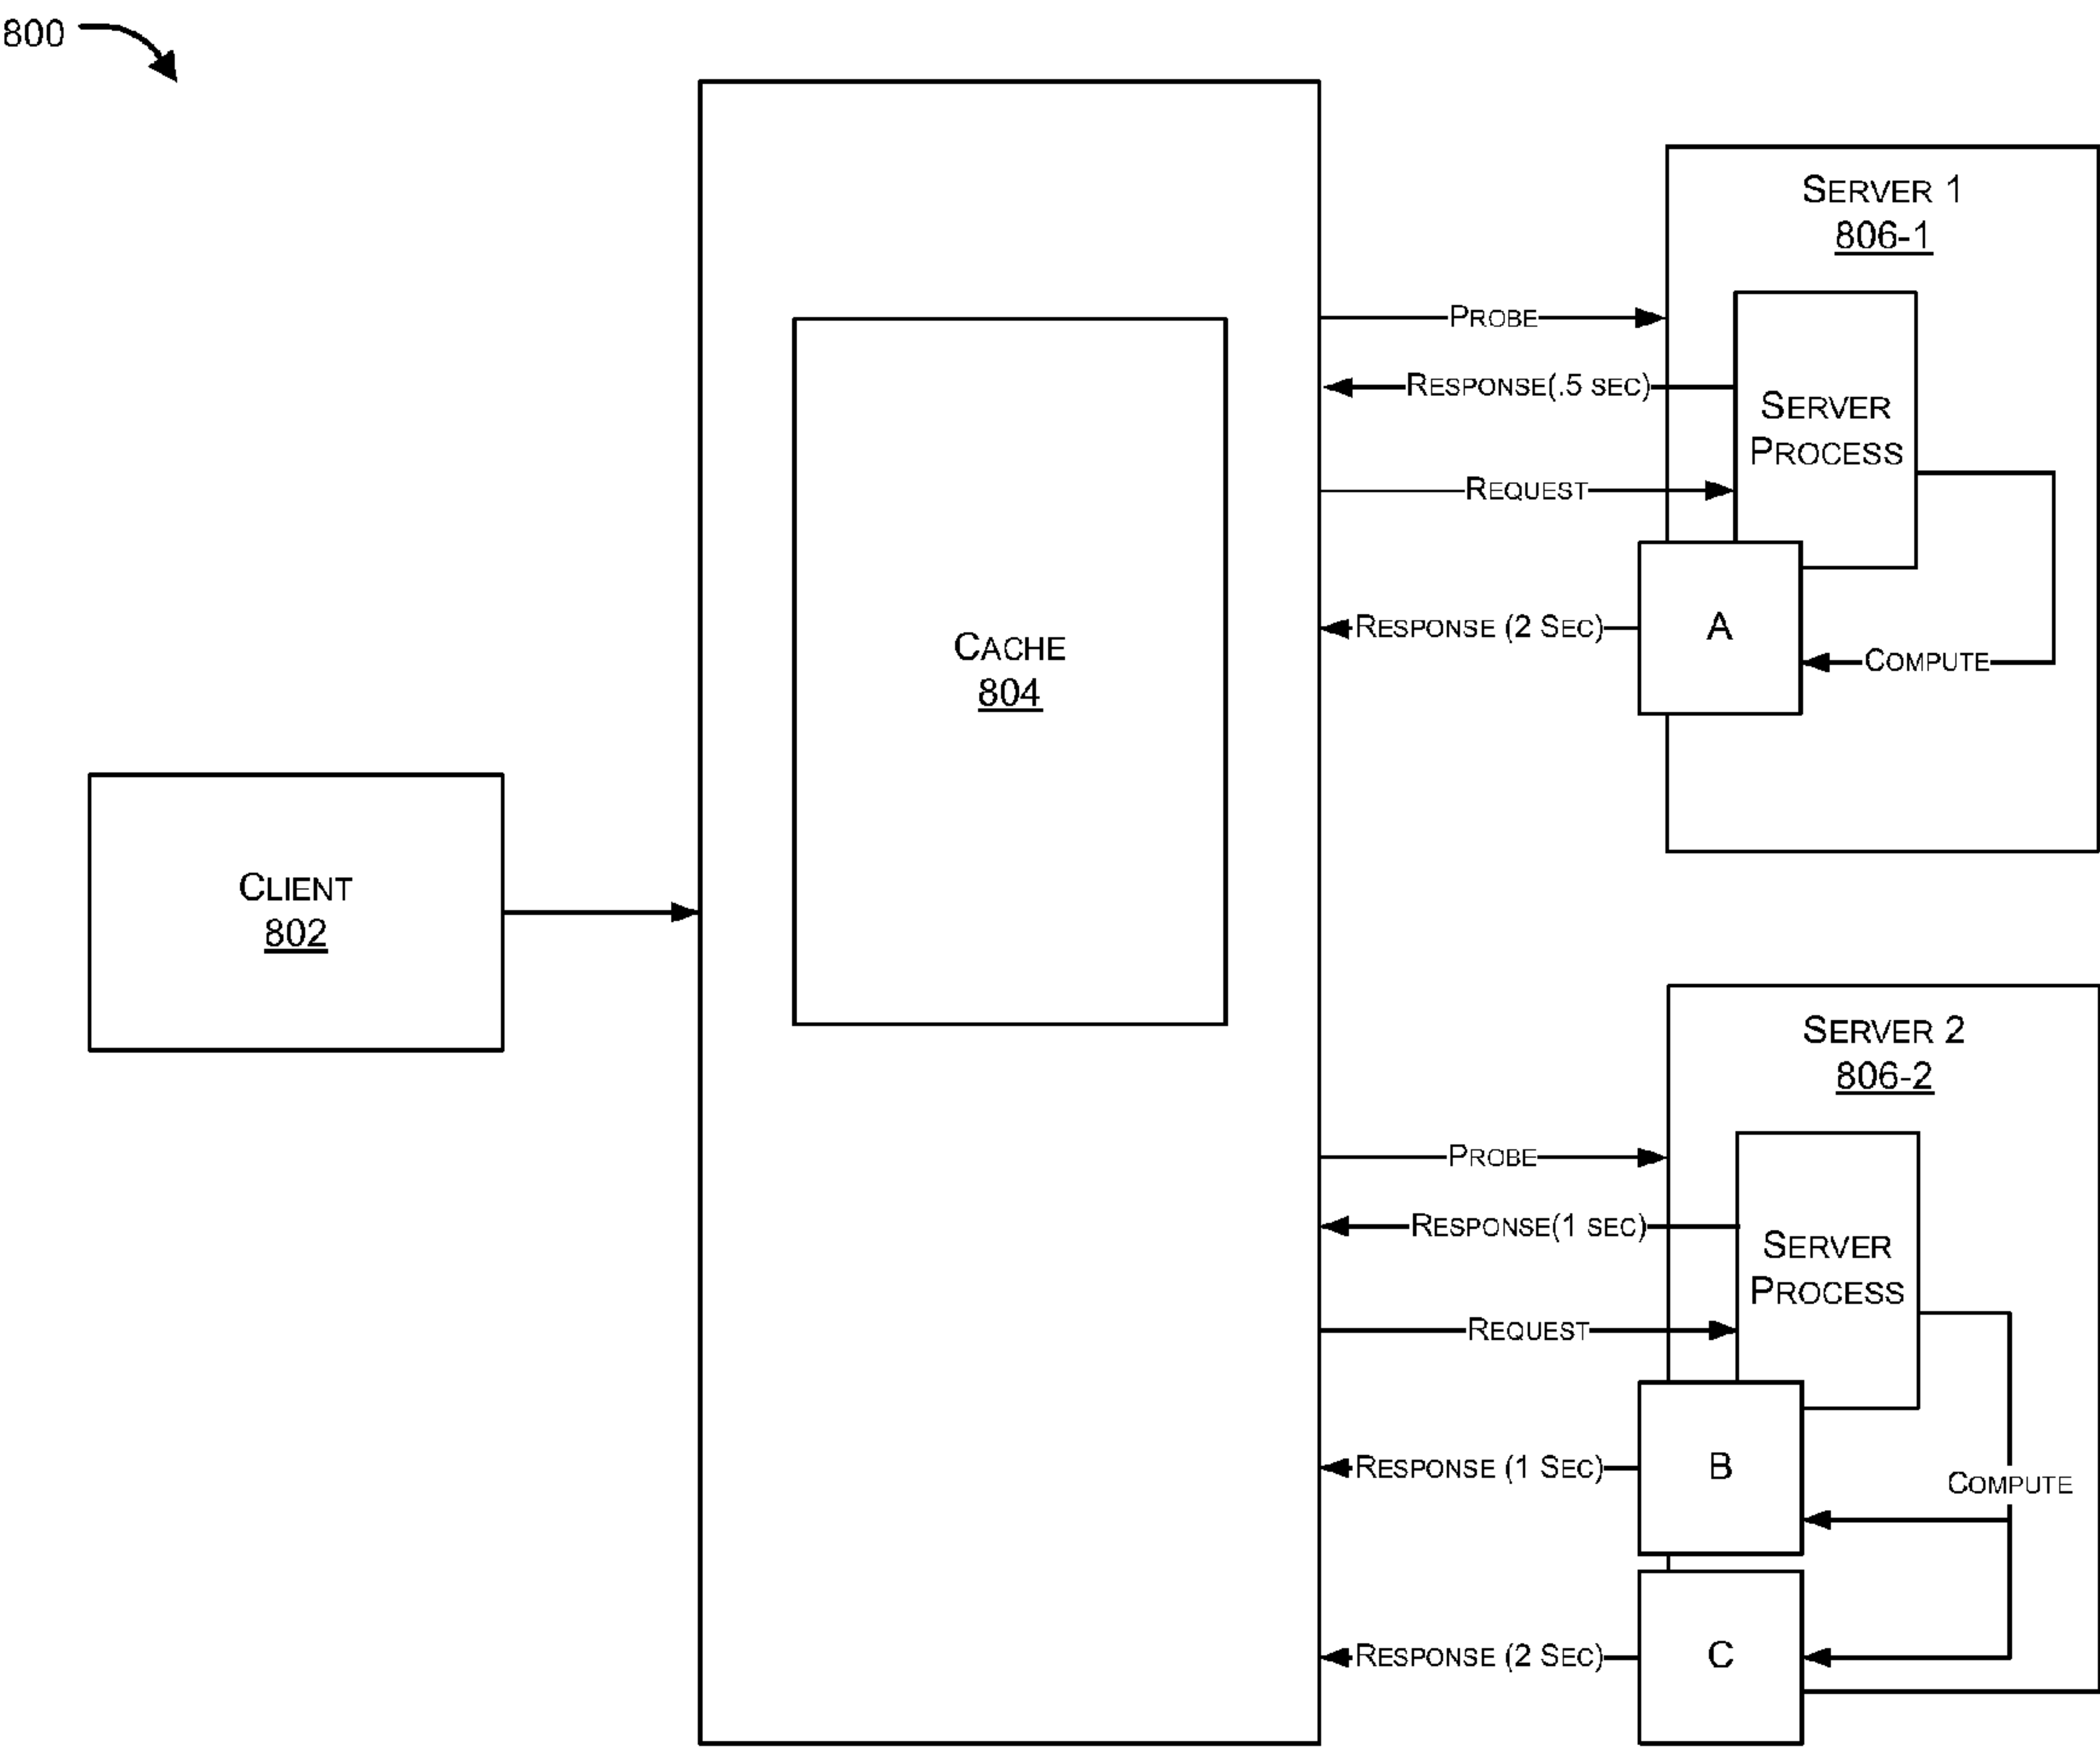 800
SERVER 1
806-1
PROBE
RESPONSE(.5 SEC)
SERVER
PROCESS
REQUEST
A
RESPONSE (2 SEC)
COMPUTE
CACHE
804
CLIENT
802
SERVER 2
806-2
PROBE
RESPONSE(1 SEC)
SERVER
PROCESS
REQUEST
B
RESPONSE (1 SEC)
COMPUTE
C
RESPONSE (2 SEC)